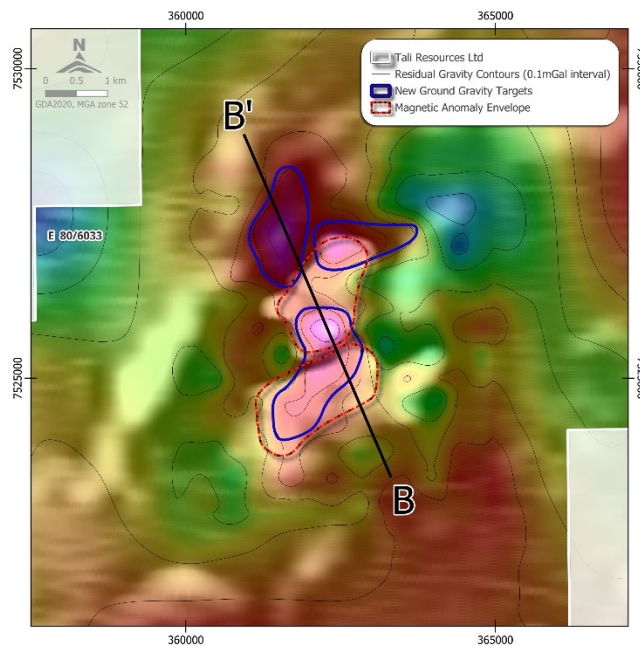 360000
365000
7530000
N
0 0.5 1 km
GDA2020, MGA zone 52
Tali Resources Ltd
Residual Gravity Contours (0.1mGal interval)
New Ground Gravity Targets
Magnetic Anomaly Envelope
B'
E 80/6033
7525000
B
360000
365000